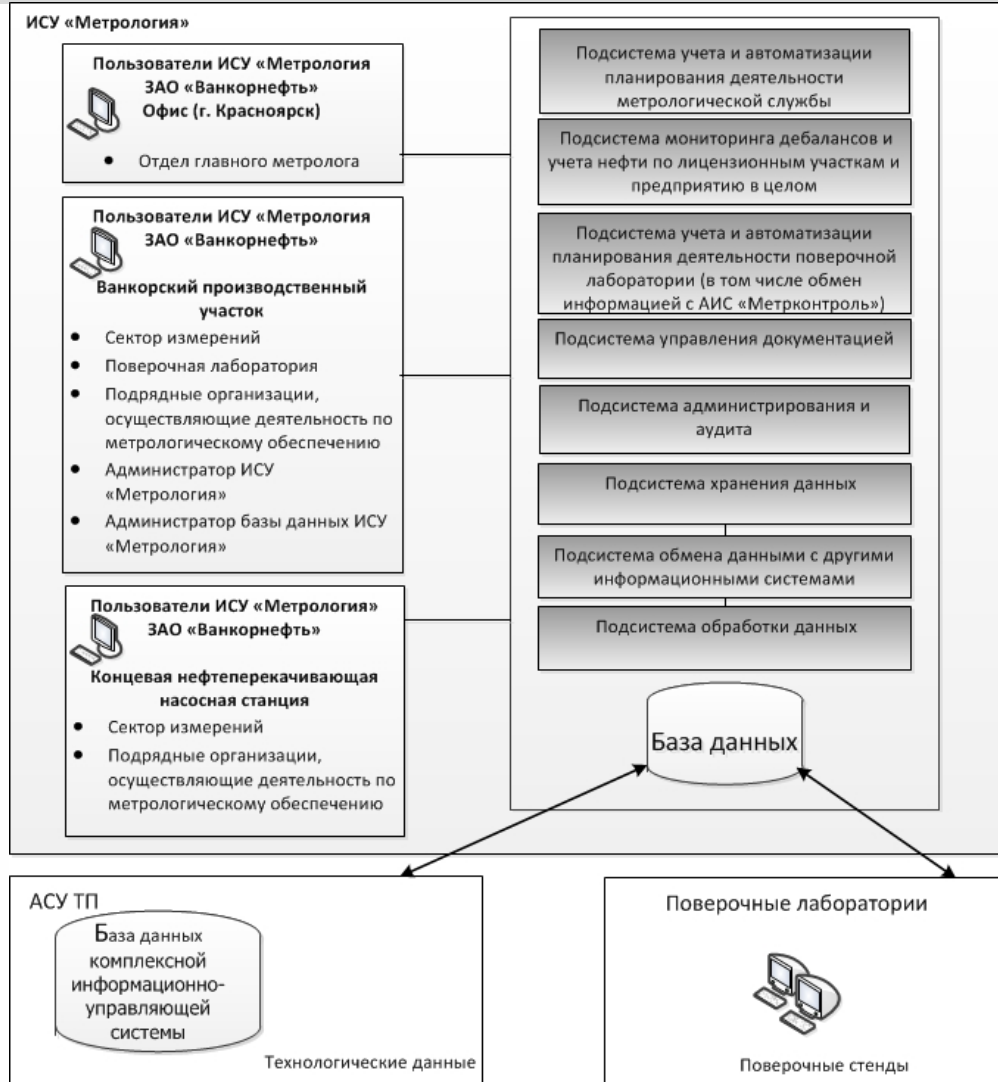 ИСУ «Метрология»
Пользователи ИСУ «Метрология
ЗАО «Ванкорнефть»
Офис (г. Красноярск)
• Отдел главного метролога
Пользователи ИСУ «Метрология
ЗАО «Ванкорнефть»
Ванкорский производственный
участок
• Сектор измерений
• Поверочная лаборатория
• Подрядные организации,
осуществляющие деятельность по
метрологическому обеспечению
• Администратор ИСУ
«Метрология»
• Администратор базы данных ИСУ
«Метрология»
Пользователи ИСУ «Метрология»
ЗАО «Ванкорнефть»
Концевая нефтеперекачивающая
насосная станция
• Сектор измерений
• Подрядные организации,
осуществляющие деятельность по
метрологическому обеспечению
Подсистема учета и автоматизации
планирования деятельности
метрологической службы
Подсистема мониторинга дебалансов и
учета нефти по лицензионным участкам и
предприятию в целом
Подсистема учета и автоматизации
планирования деятельности поверочной
лаборатории (в том числе обмен
информацией с АИС «Метрконтроль»)
Подсистема управления документацией
Подсистема администрирования и
аудита
Подсистема хранения данных
Подсистема обмена данными с другими
информационными системами
Подсистема обработки данных
База данных
АСУ ТП
База данных
комплексной
информационно-
управляющей
системы
Технологические данные
Поверочные лаборатории
Поверочные стенды